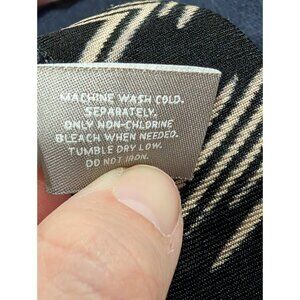 MACHINE WASH COLD.
SEPARATELY.
ONLY NON-CHLORINE
BLEACH WHEN NEEDED.
TUMBLE DRY LOW.
DO NOT IRON.